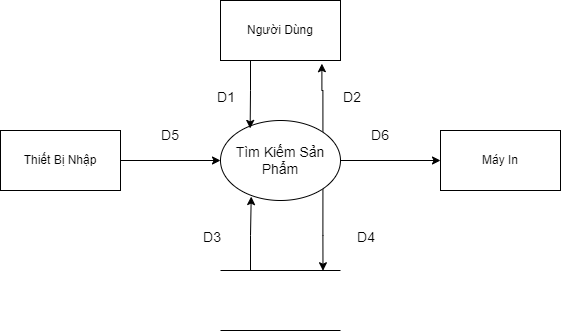 Người Dùng
D1
D2
D5
D6
Thiết Bị Nhập
Tìm Kiếm Sản
Phẩm
Máy In
D3
D4